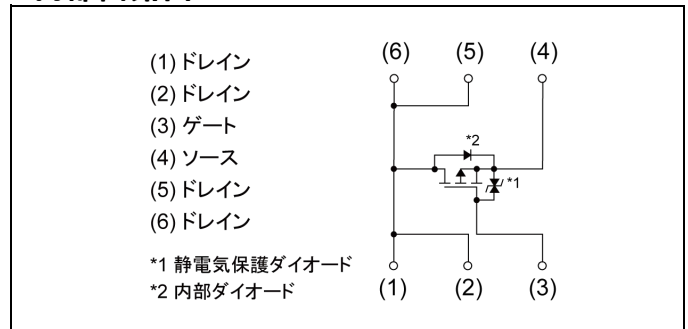 (1) ドレイン
(2) ドレイン
(3) ゲート
(4) ソース
(5) ドレイン
(6) ドレイン
*1 静電気保護ダイオード
*2 内部ダイオード
(6) (5) (4)
*2
*1
(1) (2) (3)